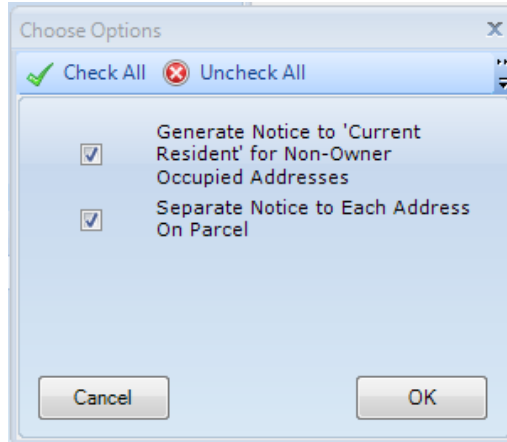 Choose Options
Check All Uncheck All
Generate Notice to 'Current
Resident' for Non-Owner
Occupied Addresses
Separate Notice to Each Address
On Parcel
Cancel OK